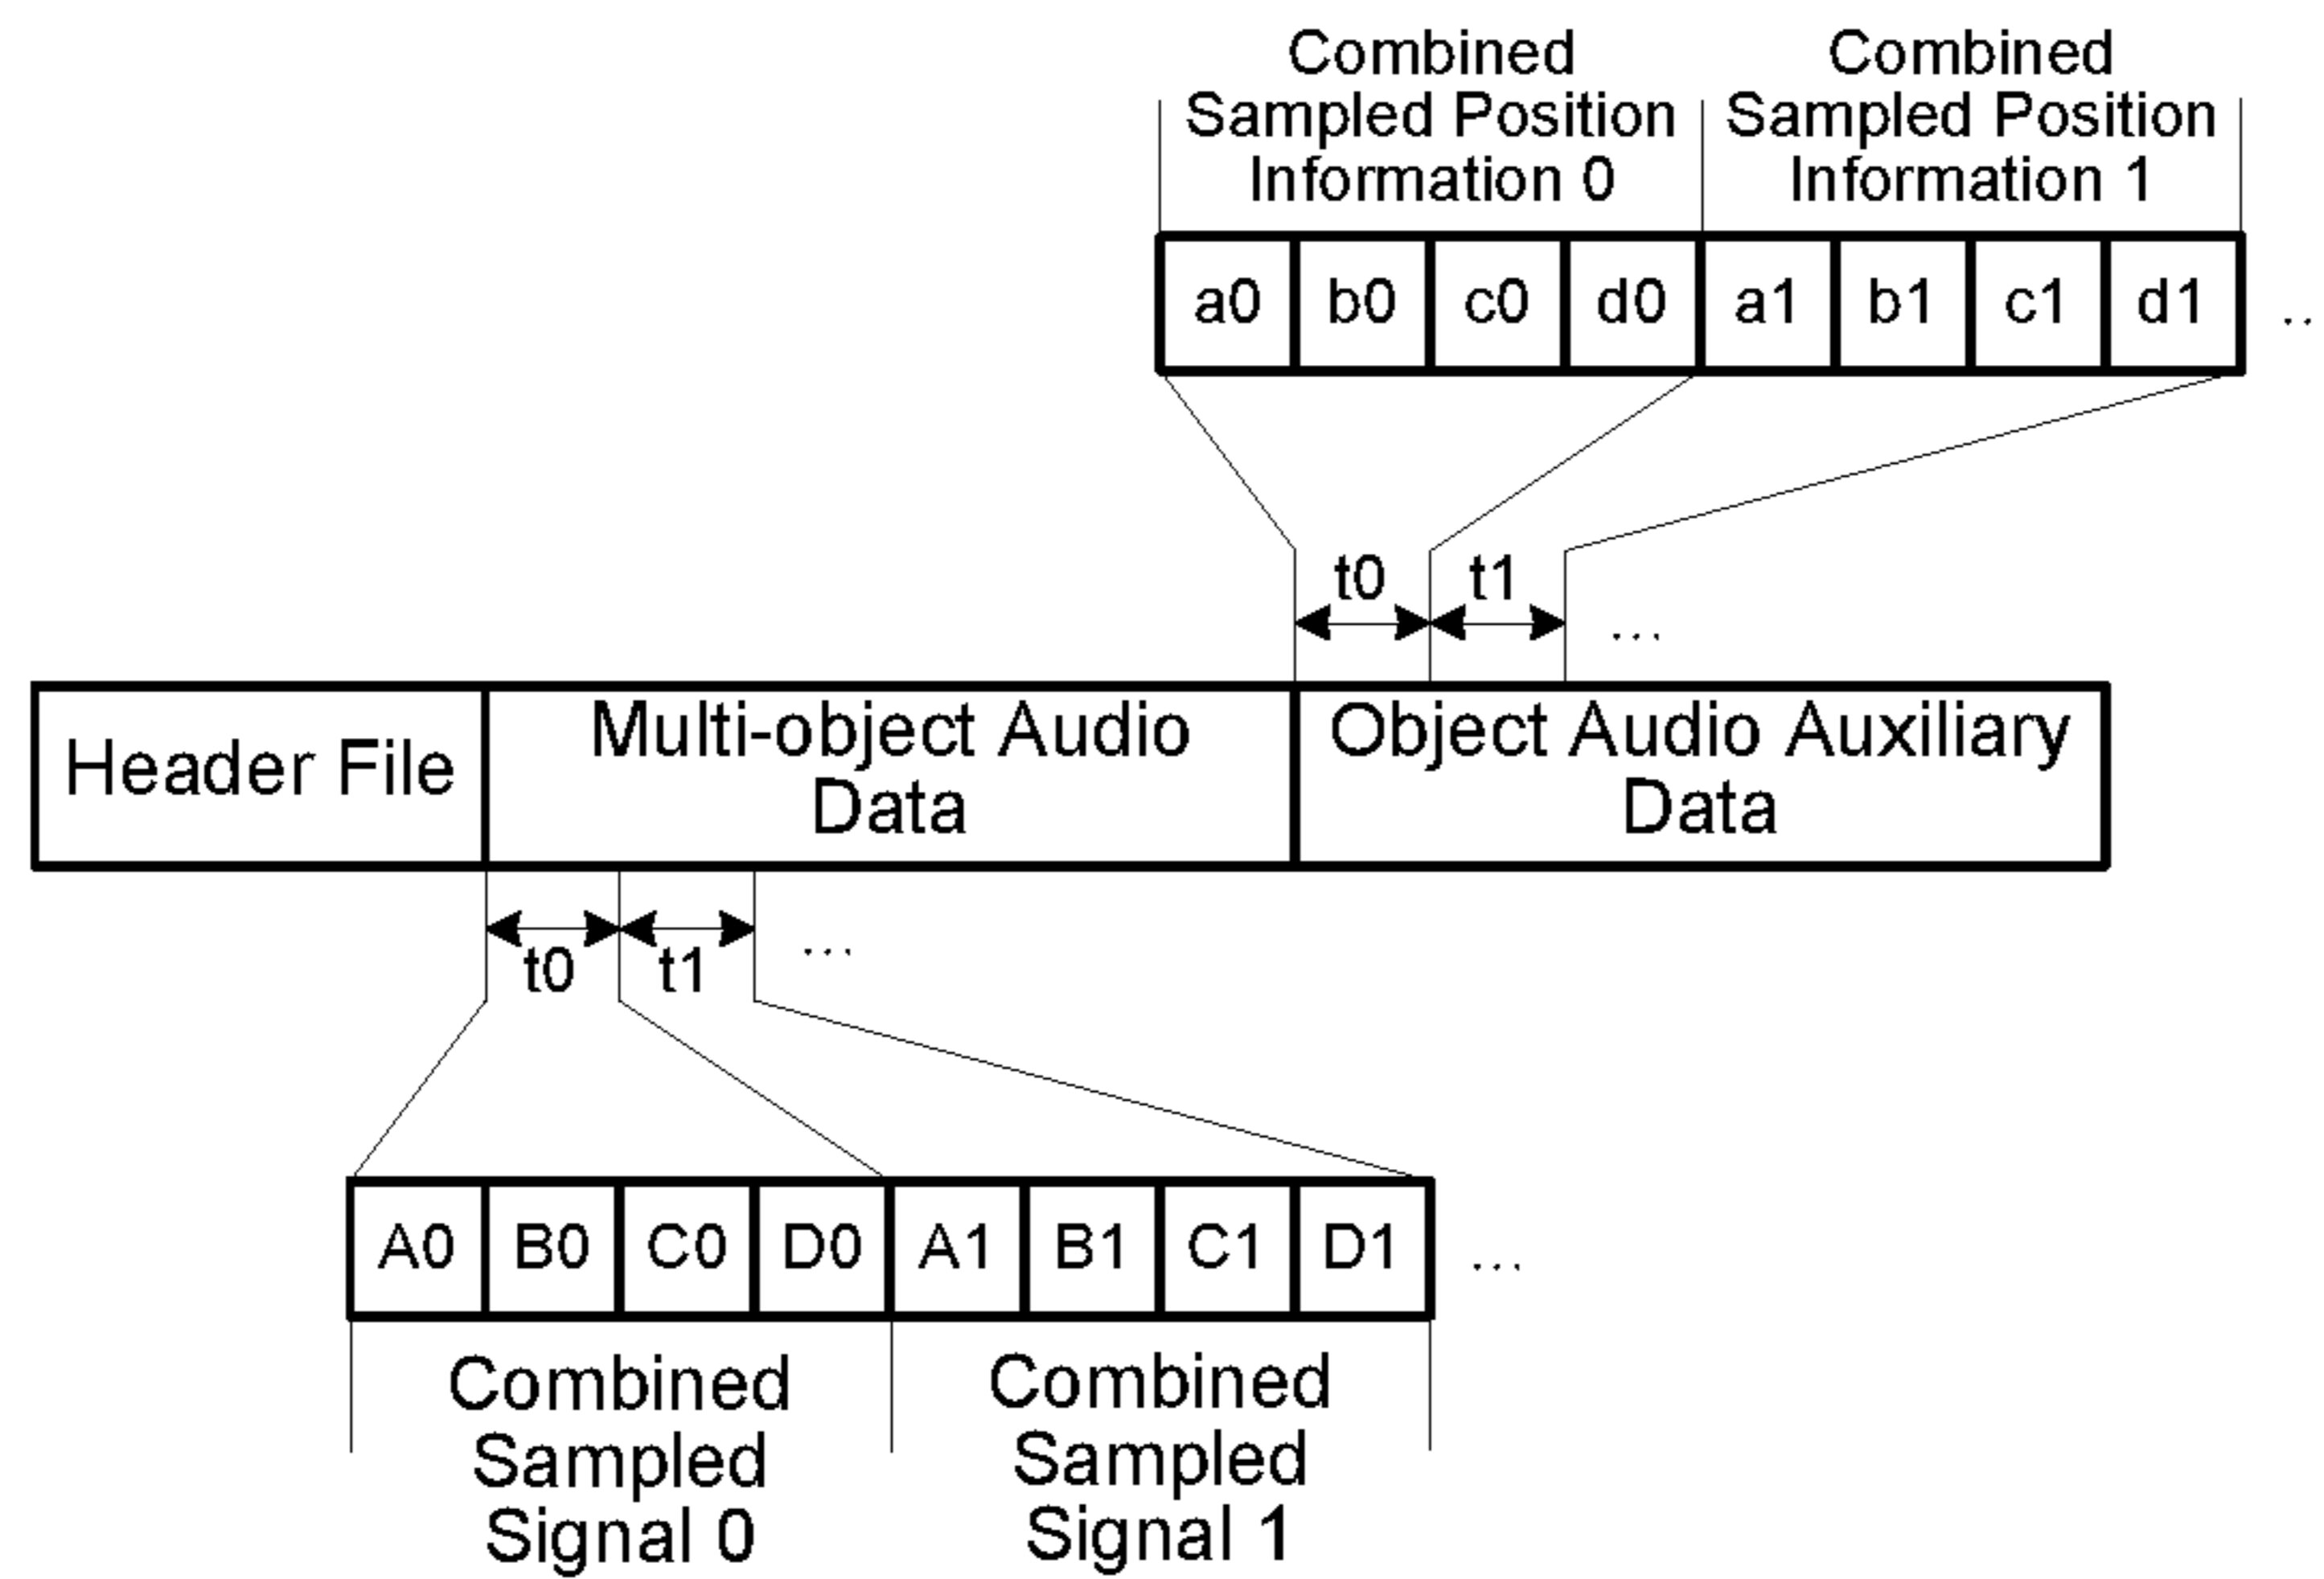 Combined
Sampled Position
Information 0
Combined
Sampled Position
Information 1
a0 b0 c0 d0 a1 b1 c1 d1 ..
t0 t1 ...
Header File
Multi-object Audio
Data
Object Audio Auxiliary
Data
t0 t1 ...
A0 B0 C0 D0 A1 B1 C1 D1 ...
Combined
Sampled
Signal 0
Combined
Sampled
Signal 1